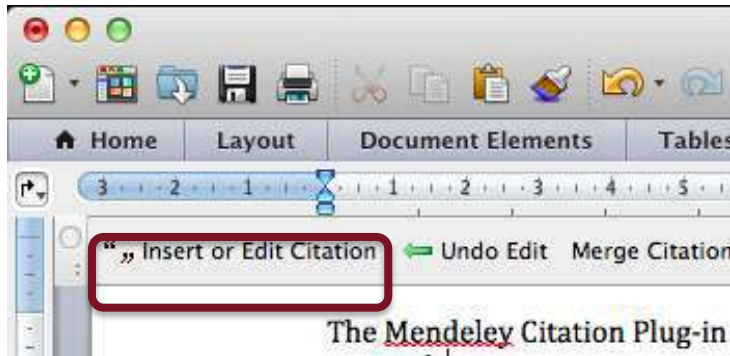 Home Layout Document Elements Tables
3 2 1 1 2 3 4 5
“ „ Insert or Edit Citation Undo Edit Merge Citation
The Mendeley Citation Plug-in